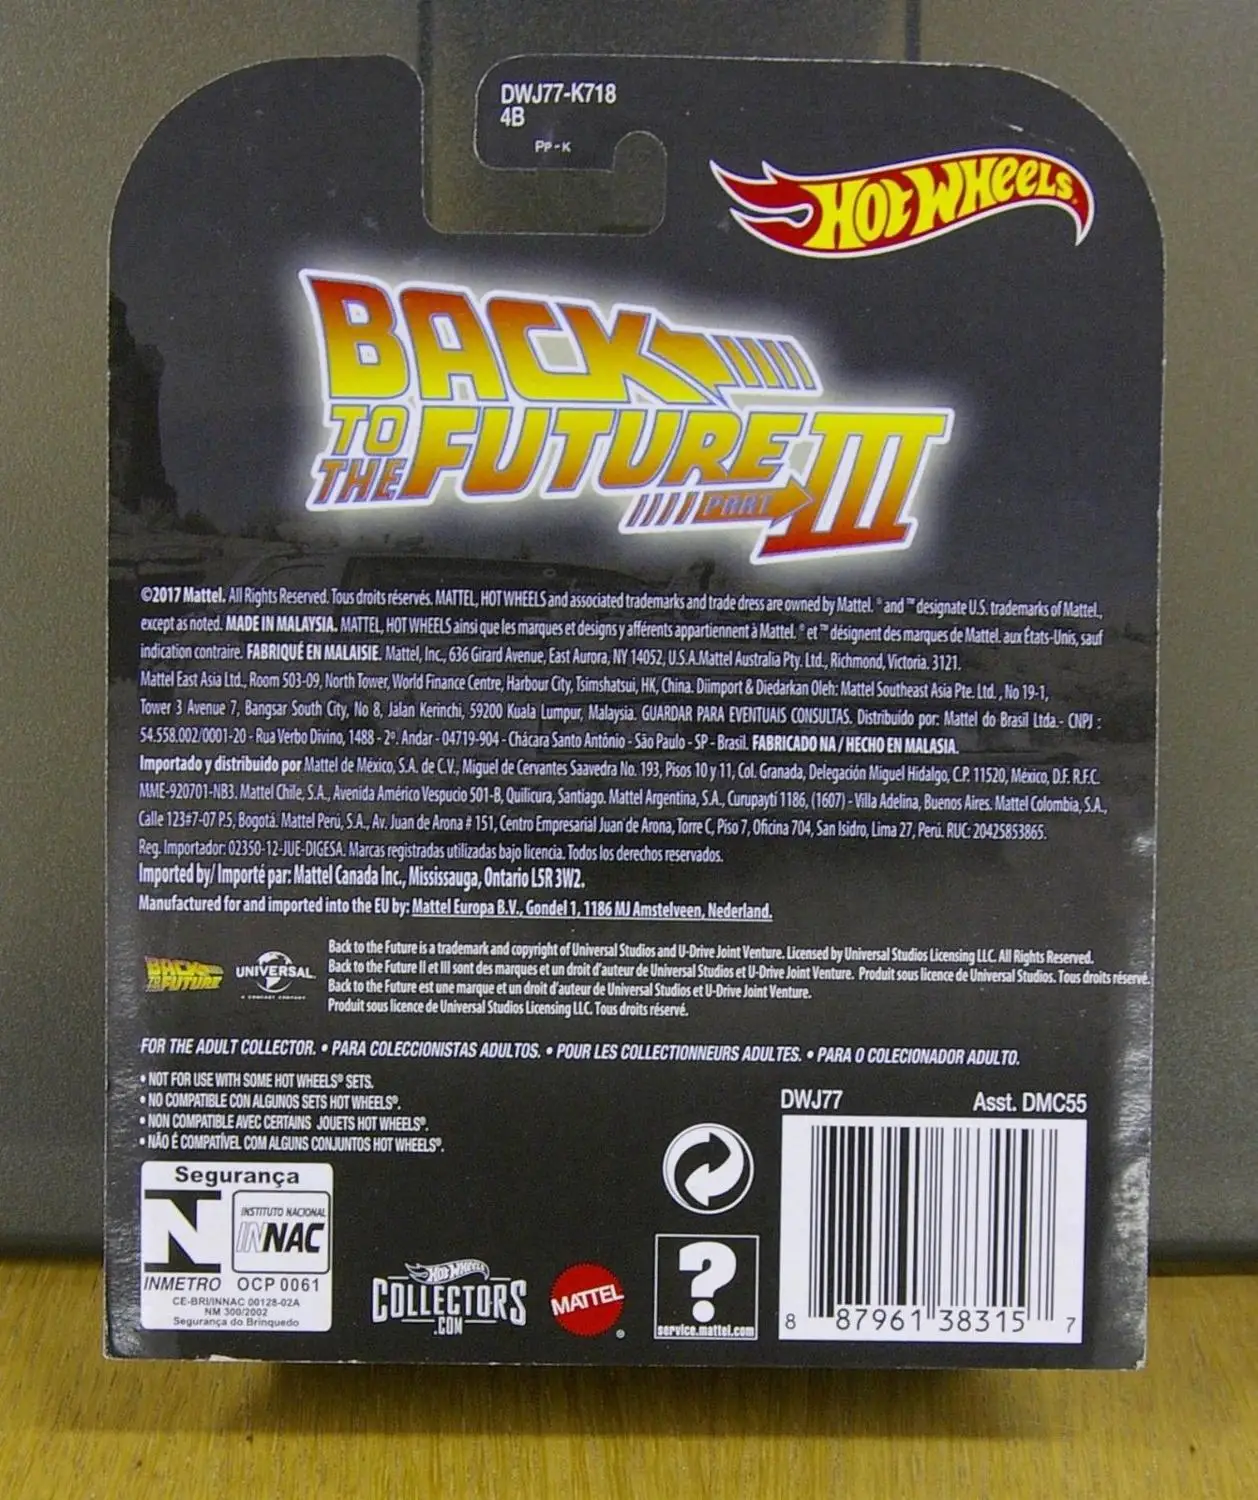 DWJ77-K718
4B
PP-K
HOT WHEELS
BACK
TO THE FUTURE
PART III
©2017 Mattel. All Rights Reserved. Tous droits réservés. MATTEL, HOT WHEELS and associated trademarks and trade dress are owned by Mattel. ® and ™ designate U.S. trademarks of Mattel,
except as noted. MADE IN MALAYSIA. MATTEL, HOT WHEELS ainsi que les marques et designs y afférents appartiennent à Mattel. ® et ™ désignent des marques de Mattel. aux États-Unis, sauf
indication contraire. FABRIQUÉ EN MALAISIE. Mattel, Inc., 636 Girard Avenue, East Aurora, NY 14052, U.S.A.Mattel Australia Pty. Ltd., Richmond, Victoria. 3121.
Mattel East Asia Ltd., Room 503-09, North Tower, World Finance Centre, Harbour City, Tsimshatsui, HK, China. Diimport & Diedarkan Oleh: Mattel Southeast Asia Pte. Ltd. , No 19-1,
Tower 3 Avenue 7, Bangsar South City, No 8, Jalan Kerinchi, 59200 Kuala Lumpur, Malaysia. GUARDAR PARA EVENTUAIS CONSULTAS. Distribuído por: Mattel do Brasil Ltda.- CNPJ :
54.558.002/0001-20 - Rua Verbo Divino, 1488 - 2º. Andar - 04719-904 - Chácara Santo Antônio - São Paulo - SP - Brasil. FABRICADO NA / HECHO EN MALASIA.
Importado y distribuido por Mattel de México, S.A. de C.V., Miguel de Cervantes Saavedra No. 193, Pisos 10 y 11, Col. Granada, Delegación Miguel Hidalgo, C.P. 11520, México, D.F. R.F.C.
MME-920701-NB3. Mattel Chile, S.A., Avenida Américo Vespucio 501-B, Quilicura, Santiago. Mattel Argentina, S.A., Curupaytí 1186, (1607) - Villa Adelina, Buenos Aires. Mattel Colombia, S.A.,
Calle 123#7-07 P.5, Bogotá. Mattel Perú, S.A., Av. Juan de Arona # 151, Centro Empresarial Juan de Arona, Torre C, Piso 7, Oficina 704, San Isidro, Lima 27, Perú. RUC: 20425853865.
Reg. Importador: 02350-12-JUE-DIGESA. Marcas registradas utilizadas bajo licencia. Todos los derechos reservados.
Imported by/ Importé par: Mattel Canada Inc., Mississauga, Ontario L5R 3W2.
Manufactured for and imported into the EU by: Mattel Europa B.V., Gondel 1, 1186 MJ Amstelveen, Nederland.
BACK TO THE FUTURE
UNIVERSAL
A COMCAST COMPANY
Back to the Future is a trademark and copyright of Universal Studios and U-Drive Joint Venture. Licensed by Universal Studios Licensing LLC. All Rights Reserved.
Back to the Future II et III sont des marques et un droit d'auteur de Universal Studios et U-Drive Joint Venture. Produit sous licence de Universal Studios. Tous droits réservé.
Back to the Future est une marque et un droit d'auteur de Universal Studios et U-Drive Joint Venture.
Produit sous licence de Universal Studios Licensing LLC. Tous droits réservé.
FOR THE ADULT COLLECTOR. • PARA COLECCIONISTAS ADULTOS. • POUR LES COLLECTIONNEURS ADULTES. • PARA O COLECIONADOR ADULTO.
• NOT FOR USE WITH SOME HOT WHEELS® SETS.
• NO COMPATIBLE CON ALGUNOS SETS HOT WHEELS®.
• NON COMPATIBLE AVEC CERTAINS JOUETS HOT WHEELS®.
• NÃO É COMPATÍVEL COM ALGUNS CONJUNTOS HOT WHEELS®.
Segurança
INSTITUTO NACIONAL
INNAC
INMETRO OCP 0061
CE-BRI/INNAC 00128-02A
NM 300/2002
Segurança do Brinquedo
HOT WHEELS
COLLECTORS
.COM
MATTEL
®
?
service.mattel.com
DWJ77 Asst. DMC55
8 87961 38315 7